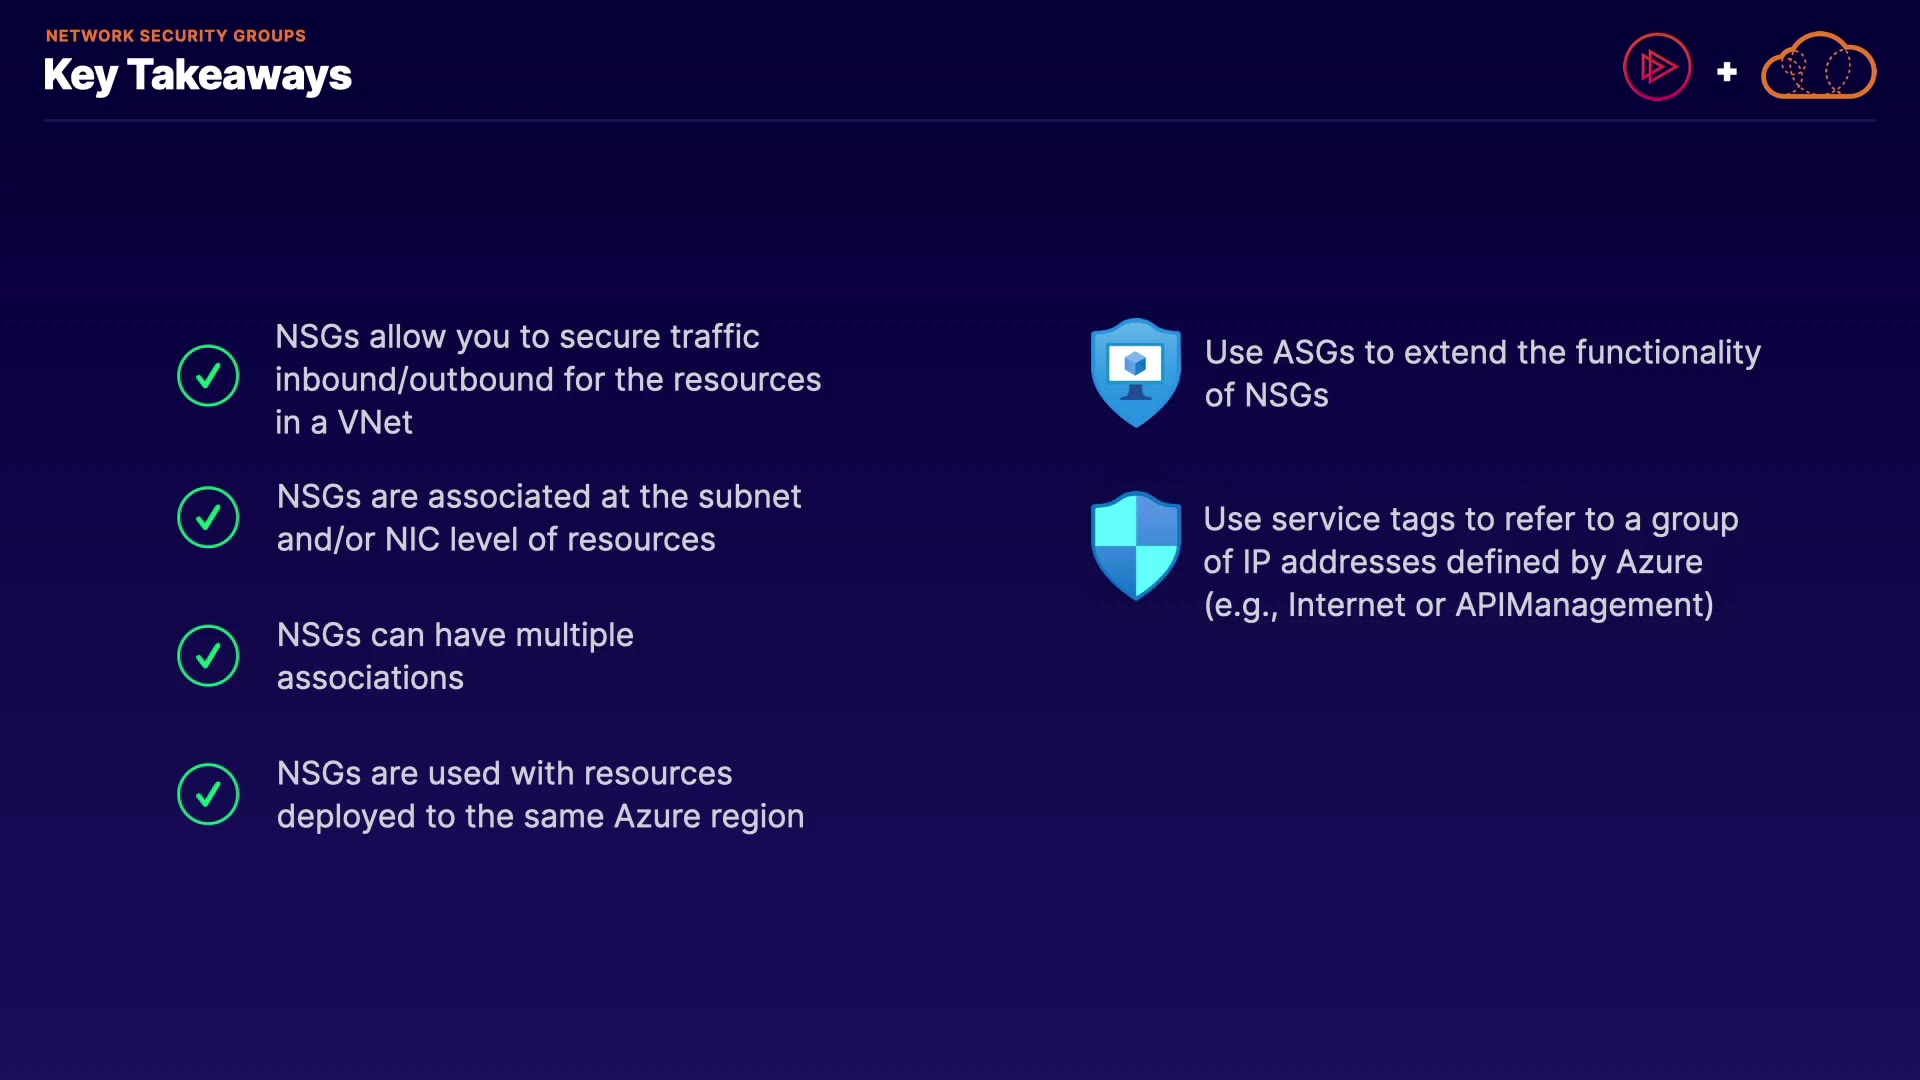 NETWORK SECURITY GROUPS
Key Takeaways
NSGs allow you to secure traffic
inbound/outbound for the resources
in a VNet
NSGs are associated at the subnet
and/or NIC level of resources
NSGs can have multiple
associations
NSGs are used with resources
deployed to the same Azure region
Use ASGs to extend the functionality
of NSGs
Use service tags to refer to a group
of IP addresses defined by Azure
(e.g., Internet or APIManagement)